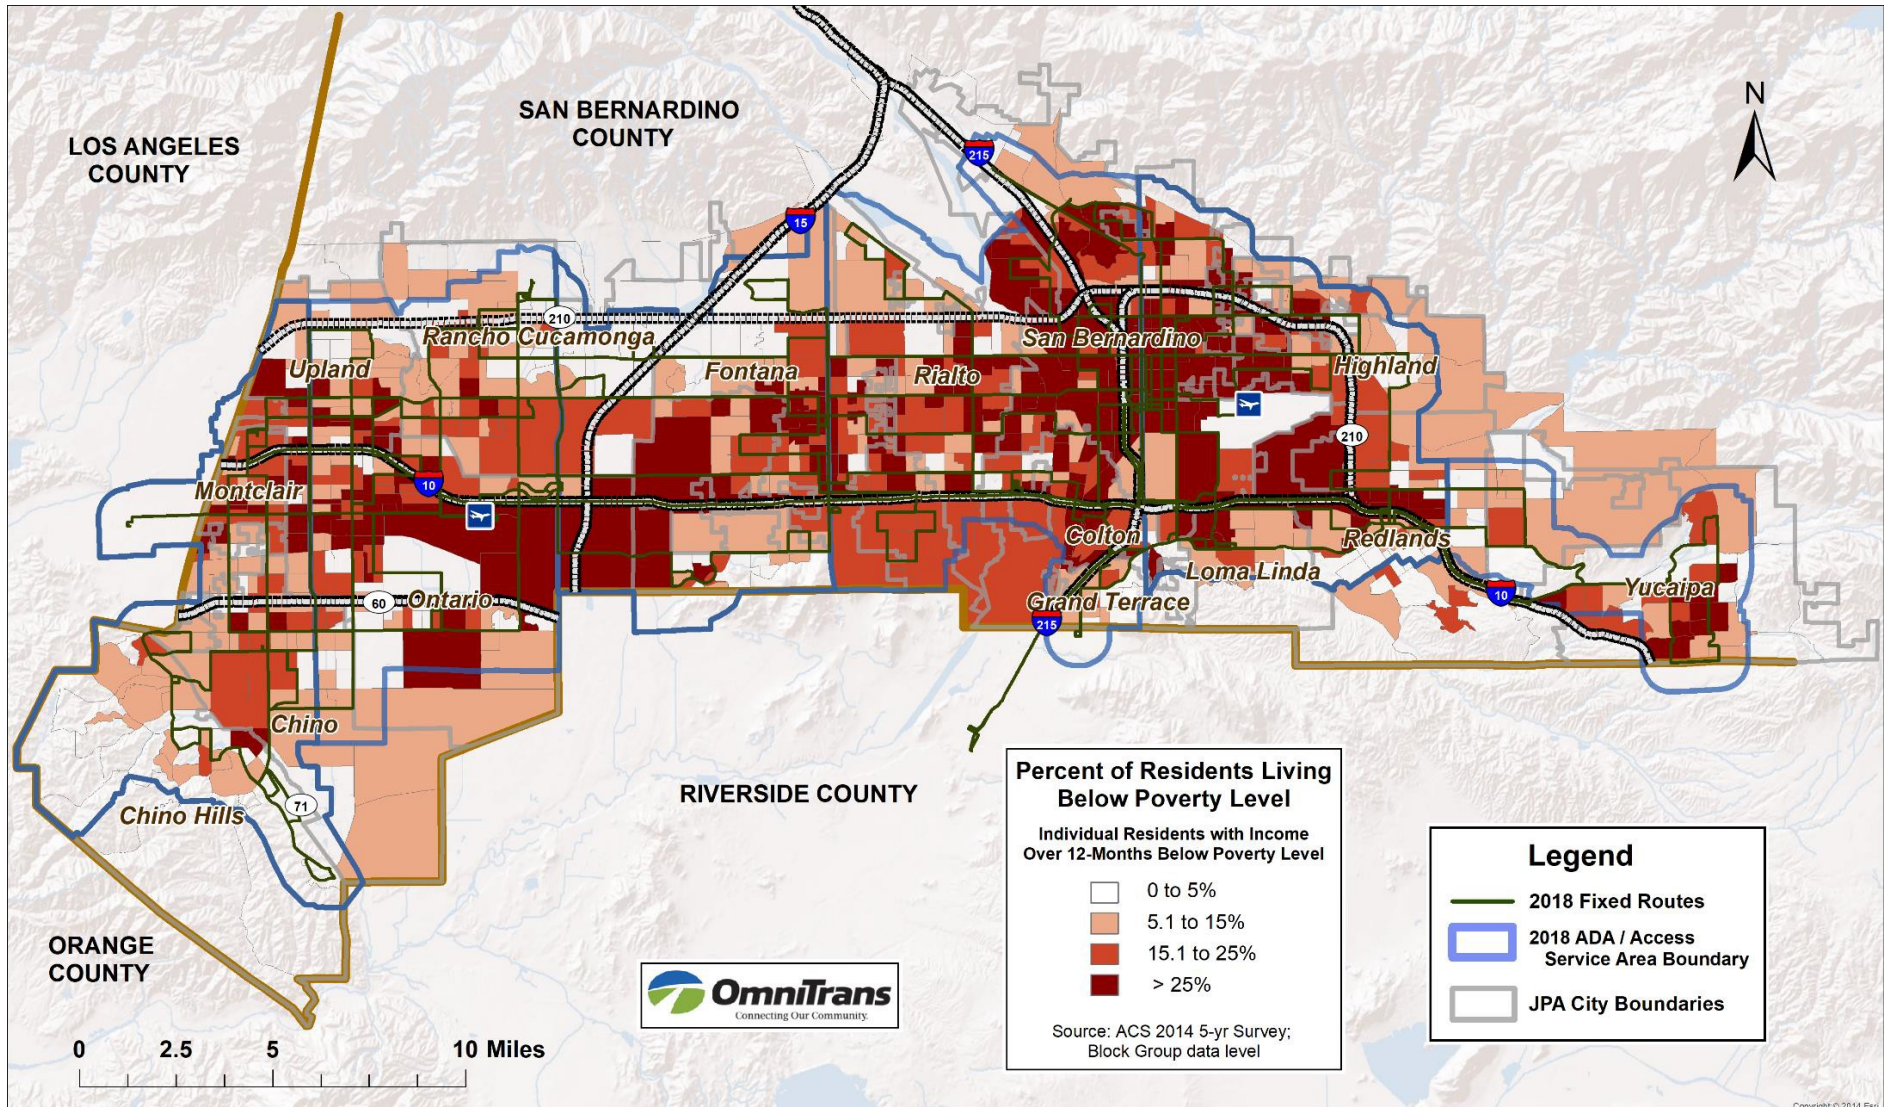 LOS ANGELES
COUNTY
SAN BERNARDINO
COUNTY
N
215
15
210
Rancho Cucamonga
San Bernardino
Upland
Fontana
Rialto
Highland
210
Montclair
10
Colton
Redlands
Loma Linda
Yucaipa
60
Ontario
Grand Terrace
10
215
Chino
71
Chino Hills
RIVERSIDE COUNTY
ORANGE
COUNTY
0 2.5 5 10 Miles
OmniTrans
Connecting Our Community.
Percent of Residents Living
Below Poverty Level
Individual Residents with Income
Over 12-Months Below Poverty Level
0 to 5%
5.1 to 15%
15.1 to 25%
> 25%
Source: ACS 2014 5-yr Survey;
Block Group data level
Legend
2018 Fixed Routes
2018 ADA / Access
Service Area Boundary
JPA City Boundaries
Copyright © 2014 Esri